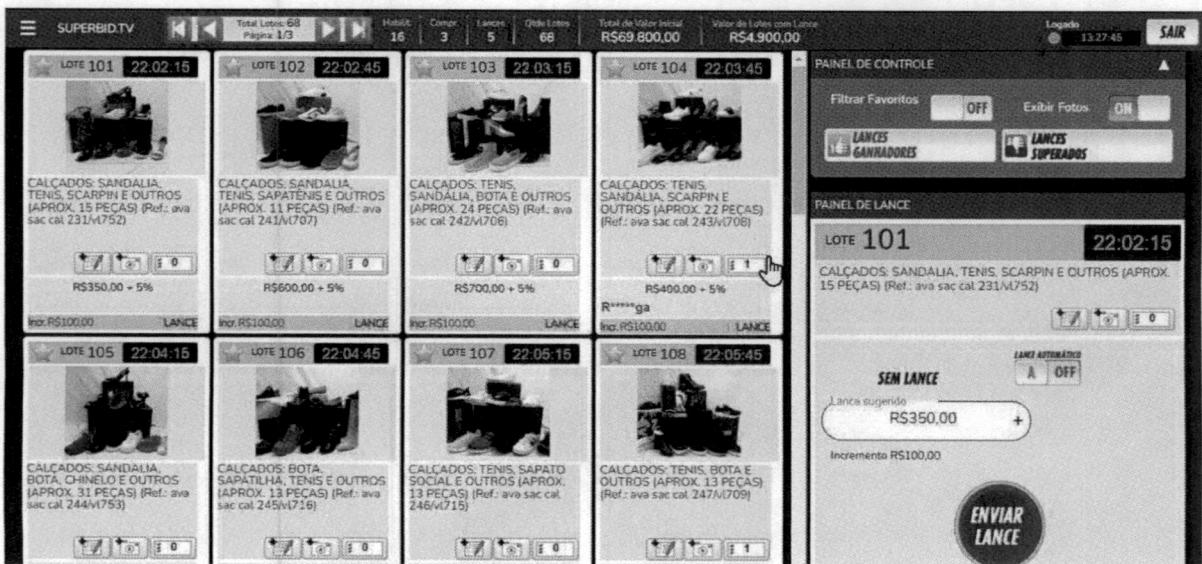 SUPERBID.TV
Total Lotes: 68
Página: 1/3
Habilit.
16
Compr.
3
Lances
5
Qtde Lotes
68
Total de Valor Inicial
R$69.800,00
Valor de Lotes com Lance
R$4.900,00
Logado
13:27:45
SAIR
LOTE 101 22:02:15
CALÇADOS: SANDALIA,
TENIS, SCARPIN E OUTROS
(APROX. 15 PEÇAS) (Ref.: ava
sac cal 231/vl752)
0
R$350,00 + 5%
Incr. R$100,00 LANCE
LOTE 102 22:02:45
CALÇADOS: SANDALIA,
TENIS, SAPATÊNIS E OUTROS
(APROX. 11 PEÇAS) (Ref.: ava
sac cal 241/vl707)
0
R$600,00 + 5%
Incr. R$100,00 LANCE
LOTE 103 22:03:15
CALÇADOS: TENIS,
SANDÁLIA, BOTA E OUTROS
(APROX. 24 PEÇAS) (Ref.: ava
sac cal 242/vl706)
0
R$700,00 + 5%
Incr. R$100,00 LANCE
LOTE 104 22:03:45
CALÇADOS: TENIS,
SANDALIA, SCARPIN E
OUTROS (APROX. 22 PEÇAS)
(Ref.: ava sac cal 243/vl708)
1
R$400,00 + 5%
R*****ga
Incr. R$100,00 LANCE
LOTE 105 22:04:15
CALÇADOS: SANDALIA,
BOTA, CHINELO E OUTROS
(APROX. 31 PEÇAS) (Ref.: ava
sac cal 244/vl753)
0
LOTE 106 22:04:45
CALÇADOS: BOTA,
SAPATILHA, TENIS E OUTROS
(APROX. 13 PEÇAS) (Ref.: ava
sac cal 245/vl716)
0
LOTE 107 22:05:15
CALÇADOS: TENIS, SAPATO
SOCIAL E OUTROS (APROX.
13 PEÇAS) (Ref.: ava sac cal
246/vl715)
0
LOTE 108 22:05:45
CALÇADOS: TENIS, BOTA E
OUTROS (APROX. 13 PEÇAS)
(Ref.: ava sac cal 247/vl709)
1
PAINEL DE CONTROLE
Filtrar Favoritos OFF Exibir Fotos ON
LANCES
GANHADORES
LANCES
SUPERADOS
PAINEL DE LANCE
LOTE 101 22:02:15
CALÇADOS: SANDALIA, TENIS, SCARPIN E OUTROS (APROX.
15 PEÇAS) (Ref.: ava sac cal 231/vl752)
0
LANCE AUTOMÁTICO
A OFF
SEM LANCE
Lance sugerido
R$350,00 +
Incremento R$100,00
ENVIAR
LANCE